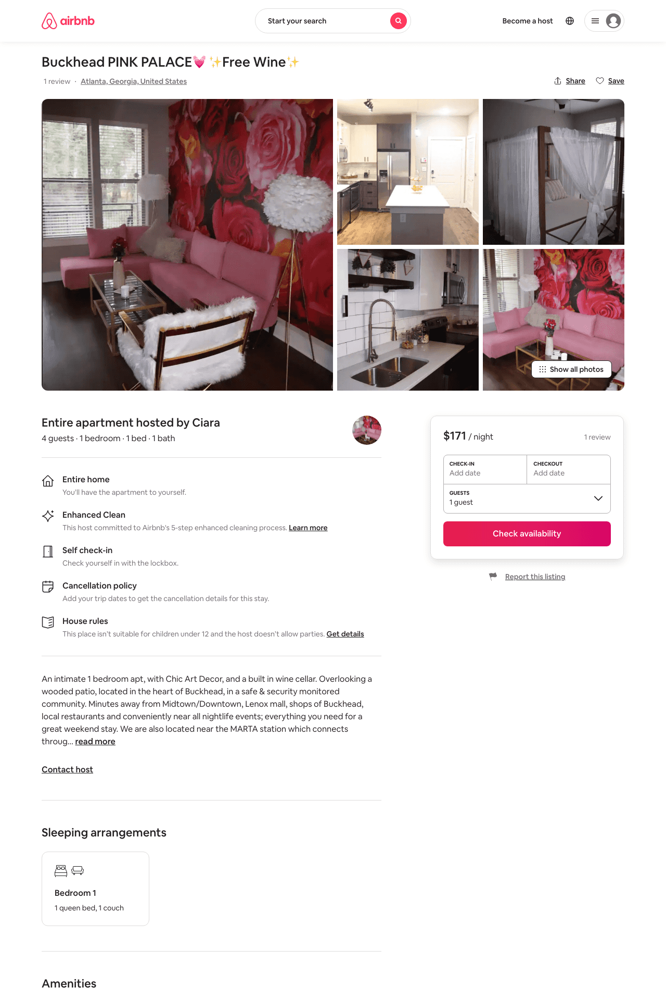 airbnb
Start your search
Become a host
Buckhead PINK PALACE💓 ✨Free Wine✨
1 review · Atlanta, Georgia, United States
Share
Save
Show all photos
Entire apartment hosted by Ciara
4 guests · 1 bedroom · 1 bed · 1 bath
Entire home
You'll have the apartment to yourself.
Enhanced Clean
This host committed to Airbnb's 5-step enhanced cleaning process. Learn more
Self check-in
Check yourself in with the lockbox.
Cancellation policy
Add your trip dates to get the cancellation details for this stay.
House rules
This place isn't suitable for children under 12 and the host doesn't allow parties. Get details
$171 / night
1 review
CHECK-IN
Add date
CHECKOUT
Add date
GUESTS
1 guest
Check availability
Report this listing
An intimate 1 bedroom apt, with Chic Art Decor, and a built in wine cellar. Overlooking a
wooded patio, located in the heart of Buckhead, in a safe & security monitored
community. Minutes away from Midtown/Downtown, Lenox mall, shops of Buckhead,
local restaurants and conveniently near all nightlife events; everything you need for a
great weekend stay. We are also located near the MARTA station which connects
throug... read more
Contact host
Sleeping arrangements
Bedroom 1
1 queen bed, 1 couch
Amenities